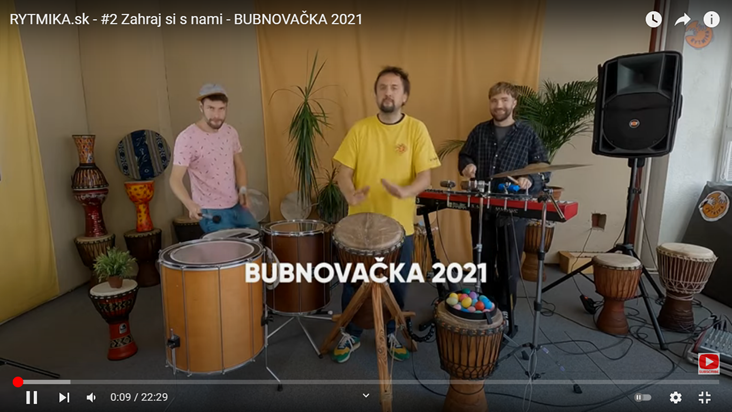 RYTMIKA.sk - #2 Zahraj si s nami - BUBNOVAČKA 2021
BUBNOVAČKA 2021
0:09 / 22:29